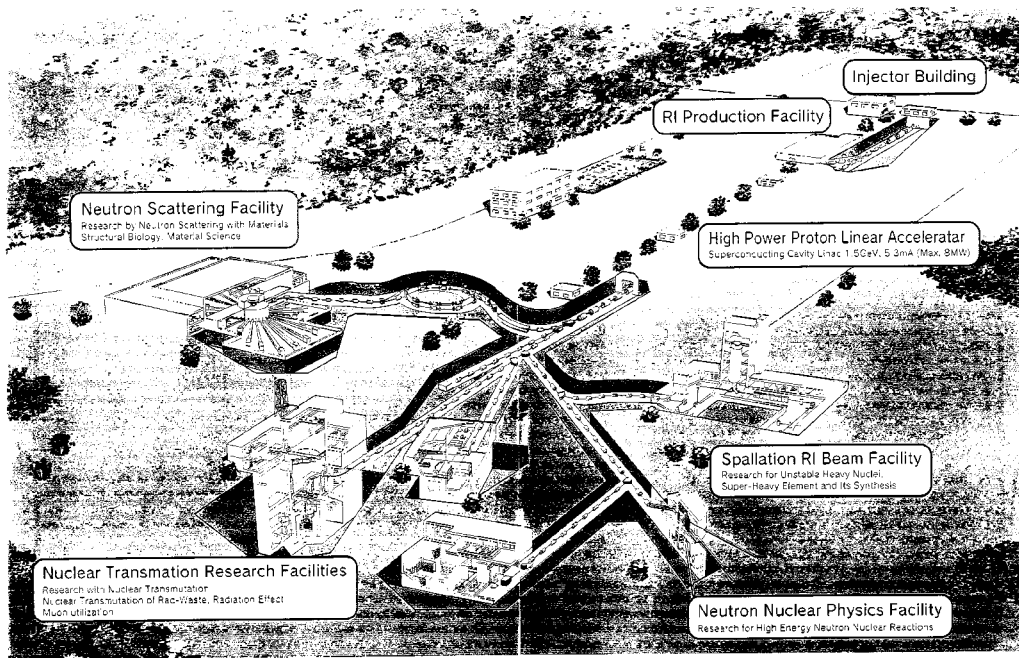 Injector Building
RI Production Facility
Neutron Scattering Facility
Research by Neutron Scattering with Materials
Structural Biology, Material Science
High Power Proton Linear Acceleratar
Superconducting Cavity Linac 1.5GeV, 5.3mA (Max. 8MW)
Spallation RI Beam Facility
Research for Unstable Heavy Nuclei,
Super-Heavy Element and Its Synthesis
Nuclear Transmation Research Facilities
Research with Nuclear Transmutation
Nuclear Transmutation of Rad-Waste, Radiation Effect
Muon utilization
Neutron Nuclear Physics Facility
Research for High Energy Neutron Nuclear Reactions